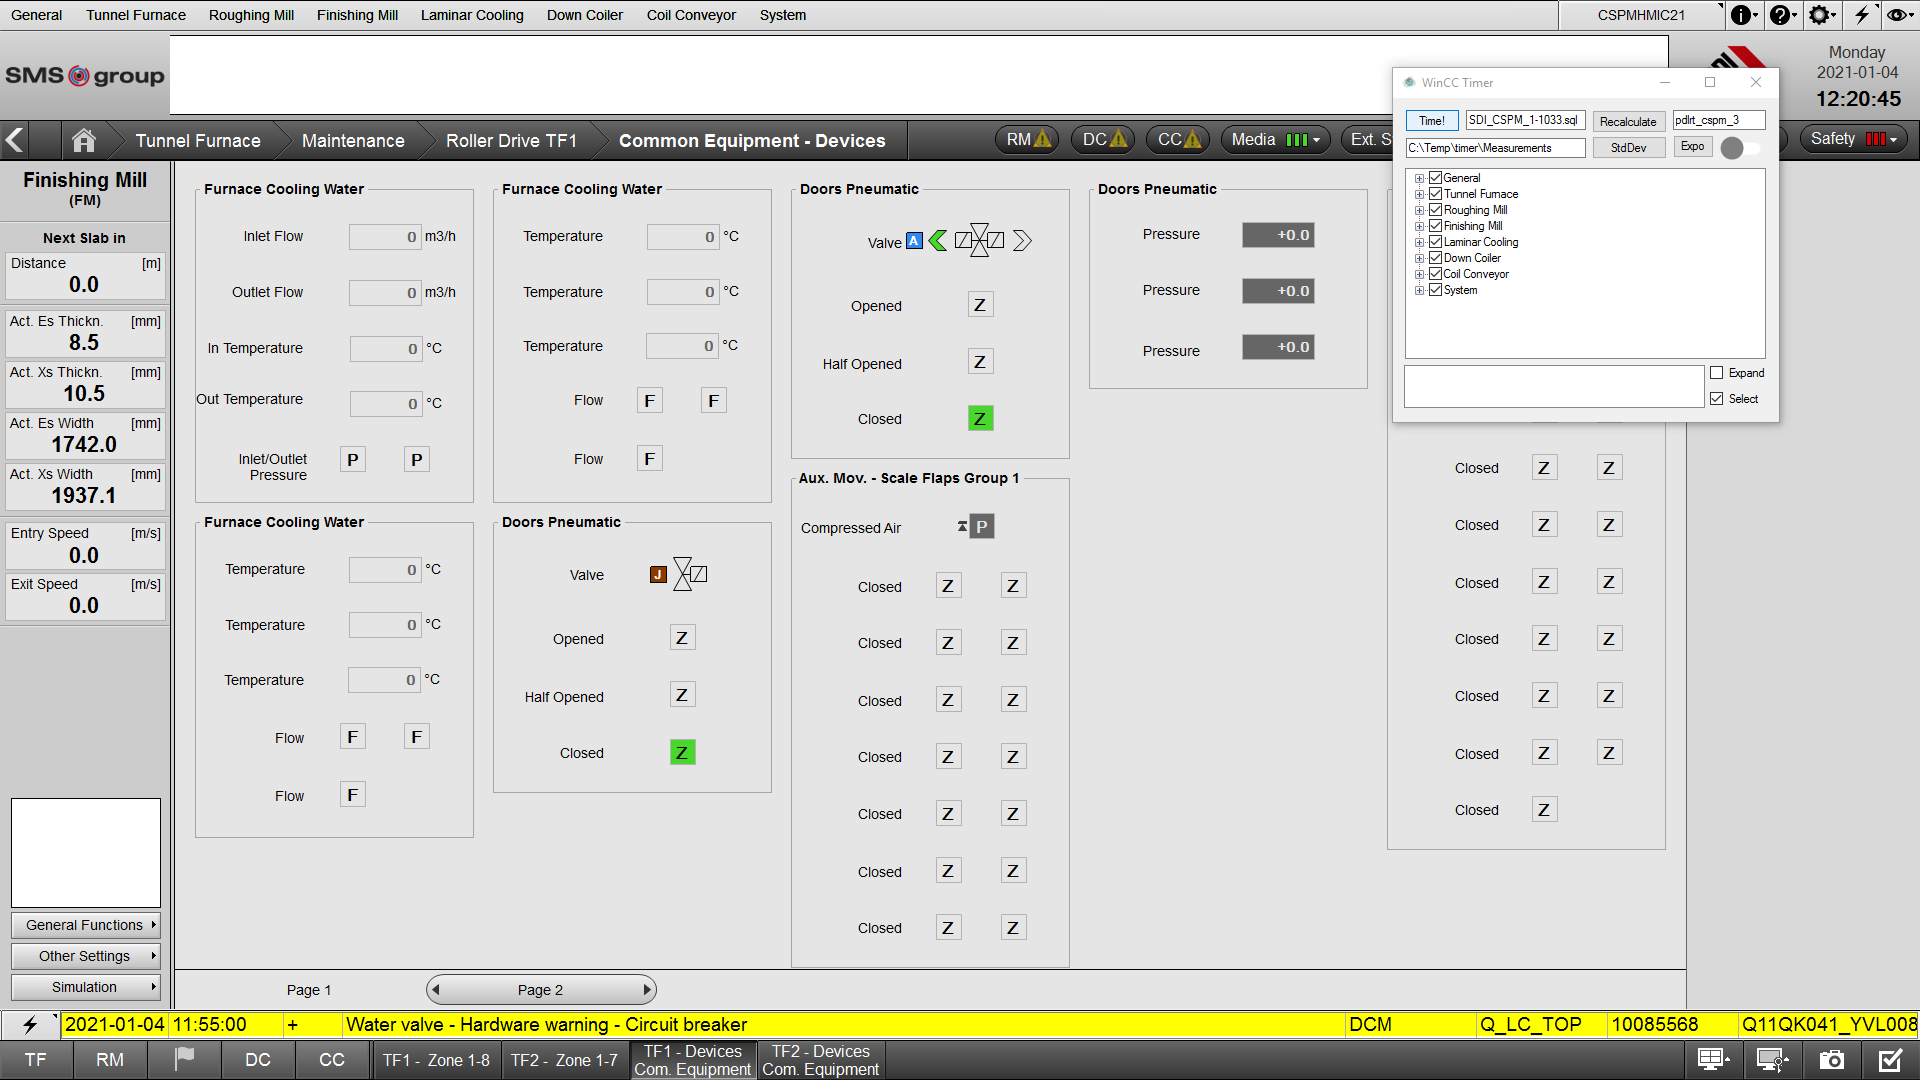 General Tunnel Furnace Roughing Mill Finishing Mill Laminar Cooling Down Coiler Coil Conveyor System CSPMHMIC21
SMS group
Monday
2021-01-04
12:20:45
Tunnel Furnace Maintenance Roller Drive TF1 Common Equipment - Devices RM DC CC Media Ext. S Safety
WinCC Timer
Time! SDI_CSPM_1-1033.sql Recalculate pdlrt_cspm_3
C:\Temp\timer\Measurements StdDev Expo
General
Tunnel Furnace
Roughing Mill
Finishing Mill
Laminar Cooling
Down Coiler
Coil Conveyor
System
Expand
Select
Finishing Mill
(FM)
Next Slab in
Distance [m]
0.0
Act. Es Thickn. [mm]
8.5
Act. Xs Thickn. [mm]
10.5
Act. Es Width [mm]
1742.0
Act. Xs Width [mm]
1937.1
Entry Speed [m/s]
0.0
Exit Speed [m/s]
0.0
General Functions
Other Settings
Simulation
Furnace Cooling Water
Inlet Flow 0 m3/h
Outlet Flow 0 m3/h
In Temperature 0 °C
Out Temperature 0 °C
Inlet/Outlet
Pressure P P
Furnace Cooling Water
Temperature 0 °C
Temperature 0 °C
Temperature 0 °C
Flow F F
Flow F
Furnace Cooling Water
Temperature 0 °C
Temperature 0 °C
Temperature 0 °C
Flow F F
Flow F
Doors Pneumatic
Valve J
Opened Z
Half Opened Z
Closed Z
Doors Pneumatic
Valve A
Opened Z
Half Opened Z
Closed Z
Aux. Mov. - Scale Flaps Group 1
Compressed Air P
Closed Z Z
Closed Z Z
Closed Z Z
Closed Z Z
Closed Z Z
Closed Z Z
Closed Z Z
Doors Pneumatic
Pressure +0.0
Pressure +0.0
Pressure +0.0
Closed Z Z
Closed Z Z
Closed Z Z
Closed Z Z
Closed Z Z
Closed Z Z
Closed Z
Page 1 Page 2
2021-01-04 11:55:00 + Water valve - Hardware warning - Circuit breaker DCM Q_LC_TOP 10085568 Q11QK041_YVL008
TF RM DC CC TF1 - Zone 1-8 TF2 - Zone 1-7
TF1 - Devices
Com. Equipment
TF2 - Devices
Com. Equipment